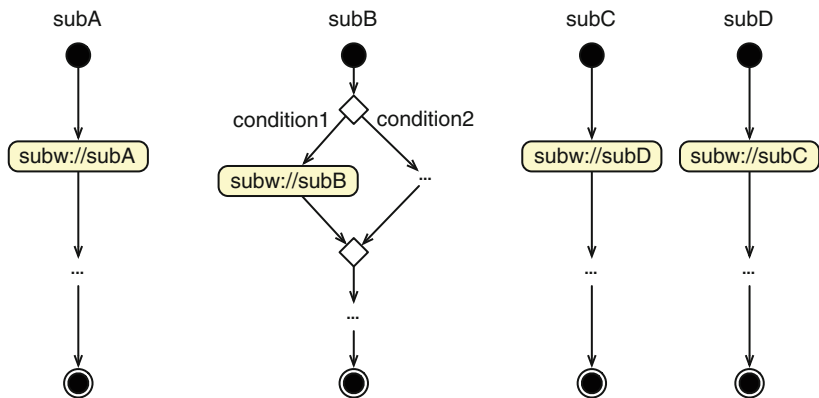 subA
subB
subC
subD
condition1
condition2
subw://subA
subw://subB
...
subw://subD
subw://subC
...
...
...
...